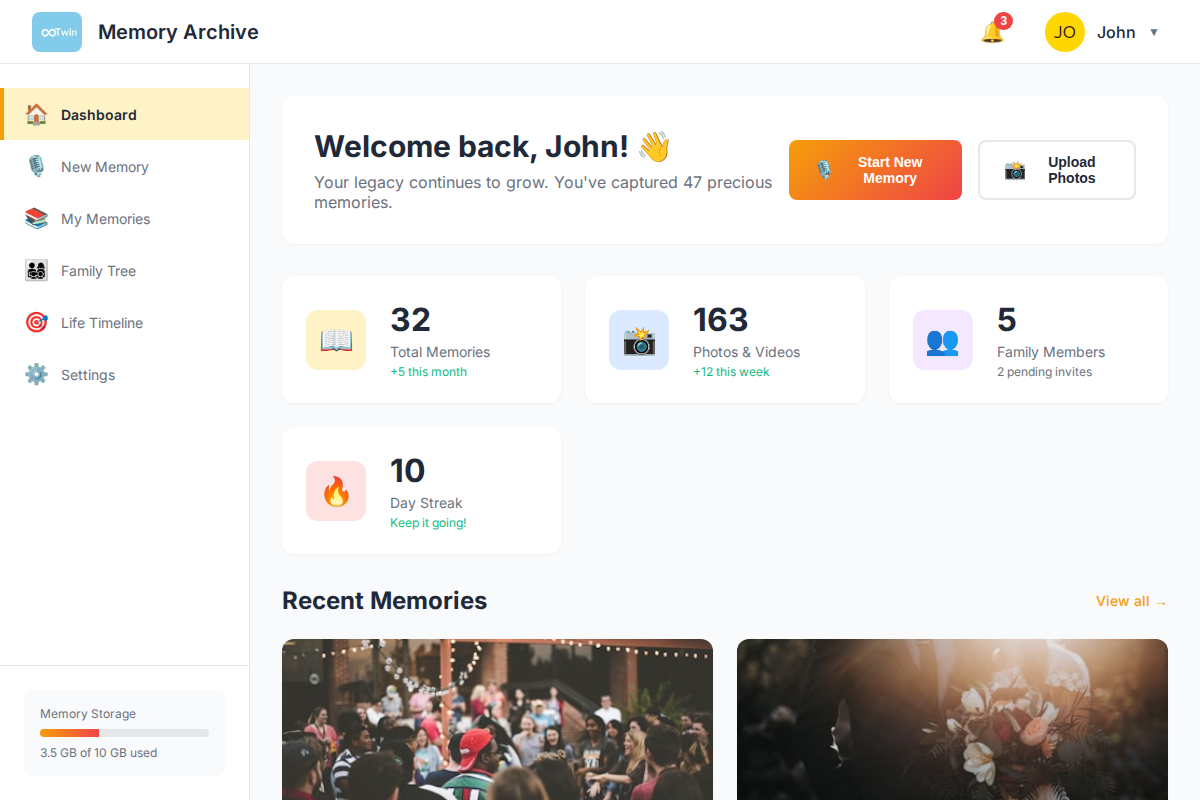 ∞Twin
Memory Archive
3
JO
John
Dashboard
New Memory
My Memories
Family Tree
Life Timeline
Settings
Memory Storage
3.5 GB of 10 GB used
Welcome back, John! 👋
Your legacy continues to grow. You've captured 47 precious
memories.
Start New
Memory
Upload
Photos
32
Total Memories
+5 this month
163
Photos & Videos
+12 this week
5
Family Members
2 pending invites
10
Day Streak
Keep it going!
Recent Memories
View all →